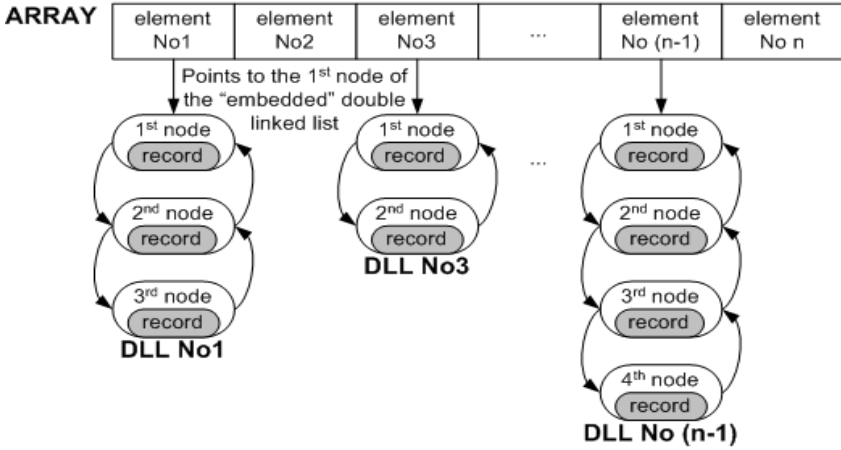 ARRAY
element No1
element No2
element No3
...
element No (n-1)
element No n
Points to the 1st node of
the “embedded” double
linked list
1st node
record
2nd node
record
3rd node
record
DLL No1
1st node
record
2nd node
record
DLL No3
...
1st node
record
2nd node
record
3rd node
record
4th node
record
DLL No (n-1)